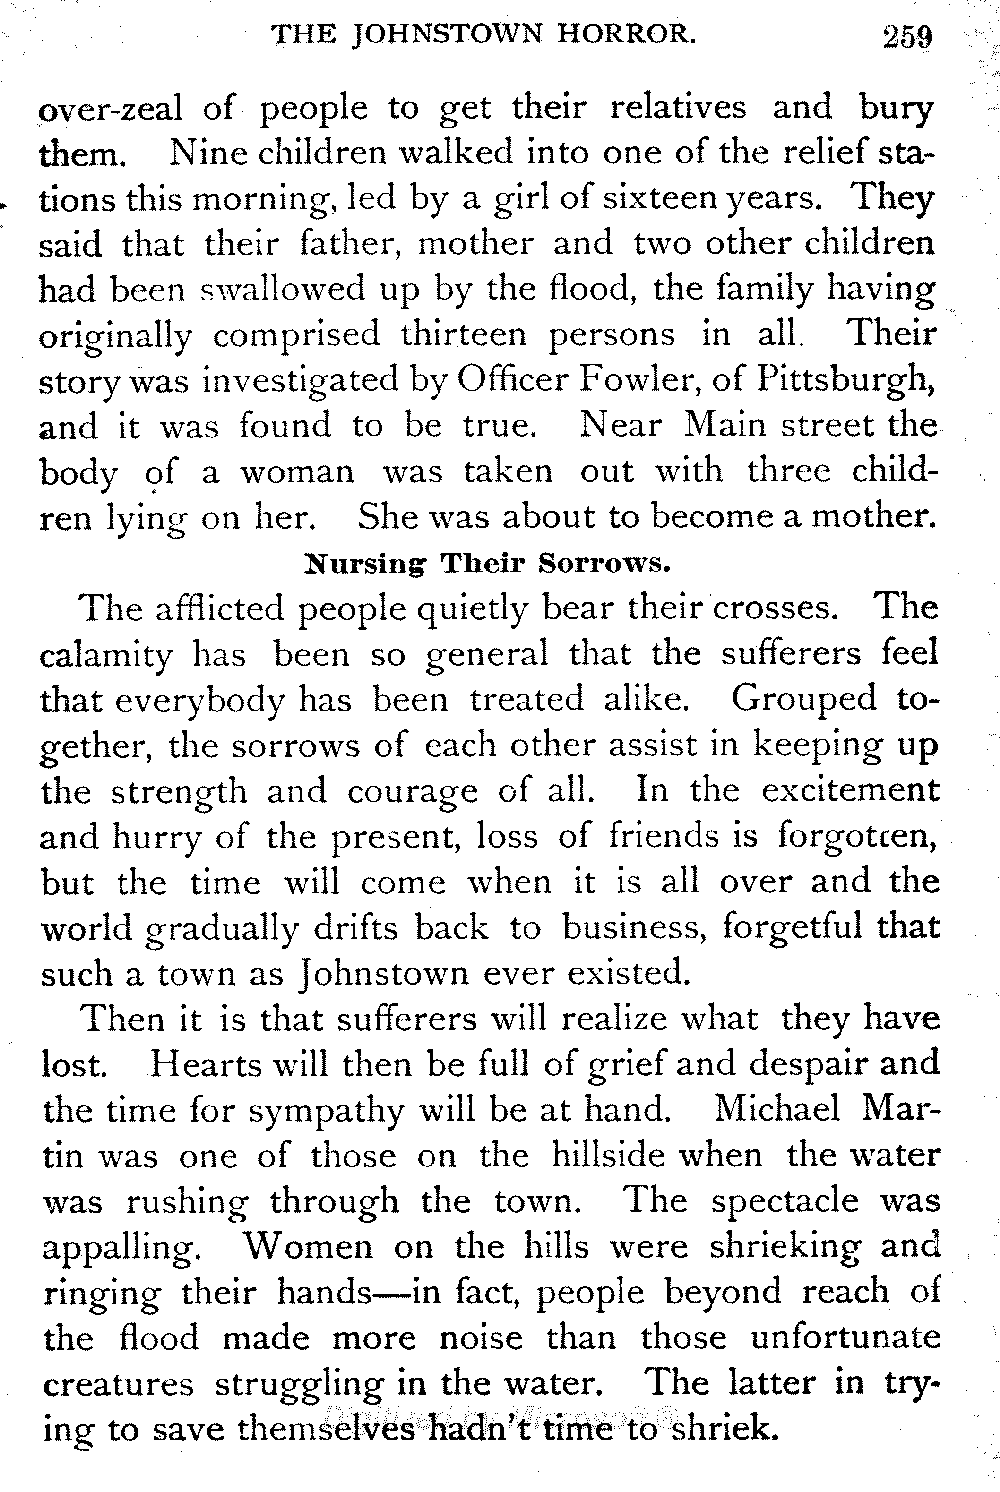 THE JOHNSTOWN HORROR. 259
over-zeal of people to get their relatives and bury
them. Nine children walked into one of the relief sta-
tions this morning, led by a girl of sixteen years. They
said that their father, mother and two other children
had been swallowed up by the flood, the family having
originally comprised thirteen persons in all. Their
story was investigated by Officer Fowler, of Pittsburgh,
and it was found to be true. Near Main street the
body of a woman was taken out with three child-
ren lying on her. She was about to become a mother.
Nursing Their Sorrows.
The afflicted people quietly bear their crosses. The
calamity has been so general that the sufferers feel
that everybody has been treated alike. Grouped to-
gether, the sorrows of each other assist in keeping up
the strength and courage of all. In the excitement
and hurry of the present, loss of friends is forgotten,
but the time will come when it is all over and the
world gradually drifts back to business, forgetful that
such a town as Johnstown ever existed.
Then it is that sufferers will realize what they have
lost. Hearts will then be full of grief and despair and
the time for sympathy will be at hand. Michael Mar-
tin was one of those on the hillside when the water
was rushing through the town. The spectacle was
appalling. Women on the hills were shrieking and
ringing their hands—in fact, people beyond reach of
the flood made more noise than those unfortunate
creatures struggling in the water. The latter in try-
ing to save themselves hadn't time to shriek.